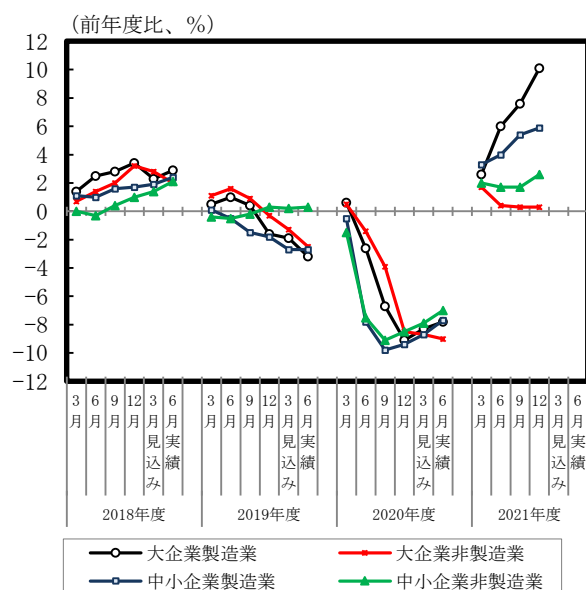 (前年度比、%)
12
10
8
6
4
2
0
−2
−4
−6
−8
−10
−12
3月 6月 9月 12月 3月見込み 6月実績 3月 6月 9月 12月 3月見込み 6月実績 3月 6月 9月 12月 3月見込み 6月実績 3月 6月 9月 12月 3月見込み 6月実績
2018年度 2019年度 2020年度 2021年度
大企業製造業 大企業非製造業
中小企業製造業 中小企業非製造業